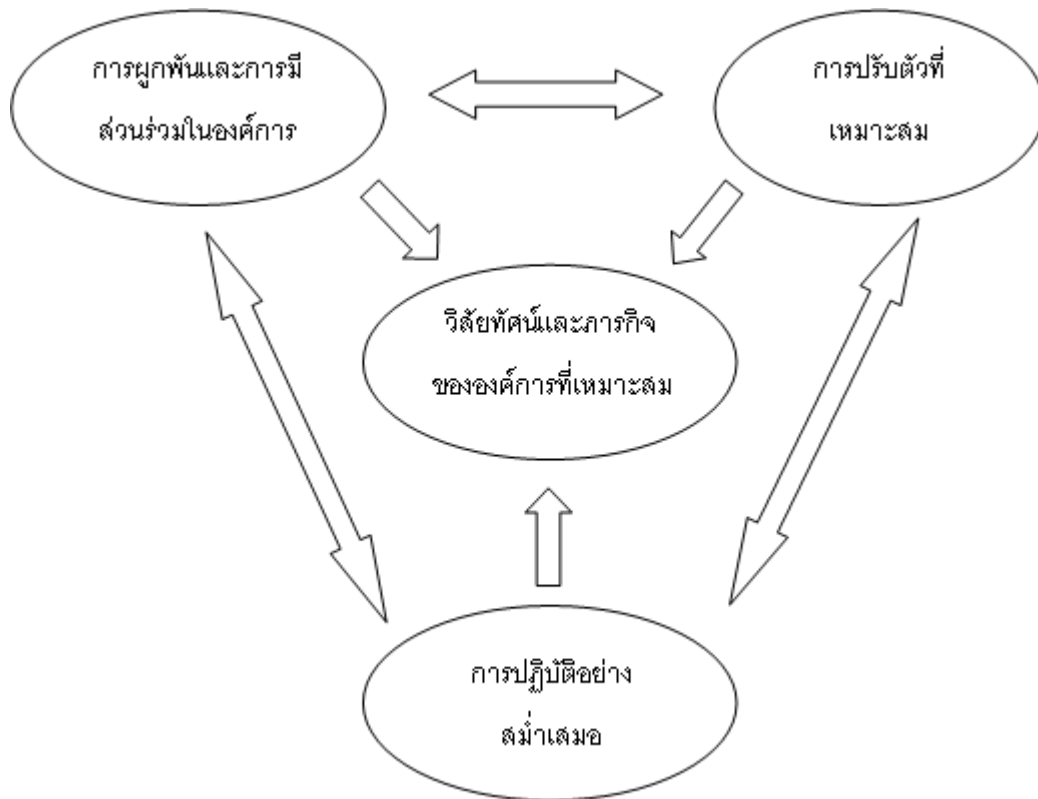 การผูกพันและการมี
ส่วนร่วมในองค์การ
การปรับตัวที่
เหมาะสม
วิสัยทัศน์และภารกิจ
ขององค์การที่เหมาะสม
การปฏิบัติอย่าง
สม่ำเสมอ